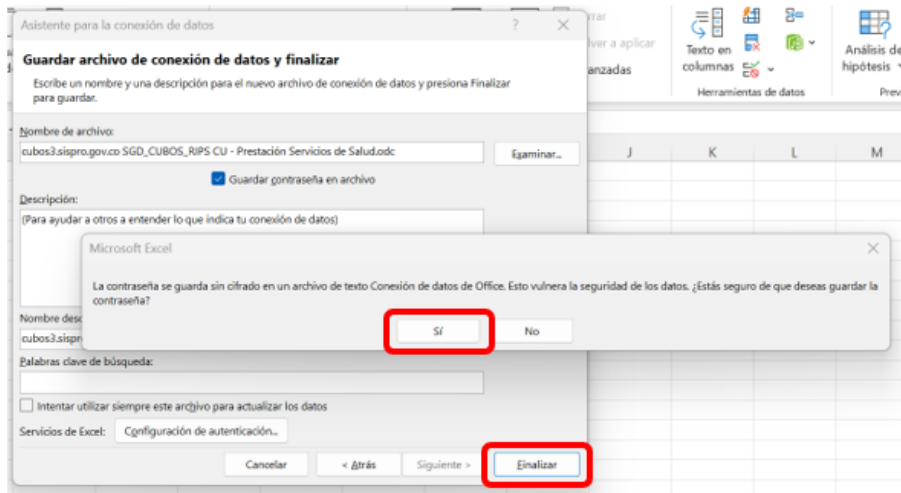 Asistente para la conexión de datos
?
Guardar archivo de conexión de datos y finalizar
Escribe un nombre y una descripción para el nuevo archivo de conexión de datos y presiona Finalizar
para guardar.
Nombre de archivo:
cubos3.sispro.gov.co SGD_CUBOS_RIPS CU - Prestación Servicios de Salud.odc
Examinar...
Guardar contraseña en archivo
Descripción:
(Para ayudar a otros a entender lo que indica tu conexión de datos)
Microsoft Excel
La contraseña se guarda sin cifrado en un archivo de texto Conexión de datos de Office. Esto vulnera la seguridad de los datos. ¿Estás seguro de que deseas guardar la
contraseña?
Sí
No
Nombre desc
cubos3.sispr
Palabras clave de búsqueda:
Intentar utilizar siempre este archivo para actualizar los datos
Servicios de Excel:
Configuración de autenticación...
Cancelar
< Atrás
Siguiente >
Finalizar
rrar
lver a aplicar
anzadas
Texto en
columnas
Herramientas de datos
Análisis de
hipótesis
Prev
J K L M